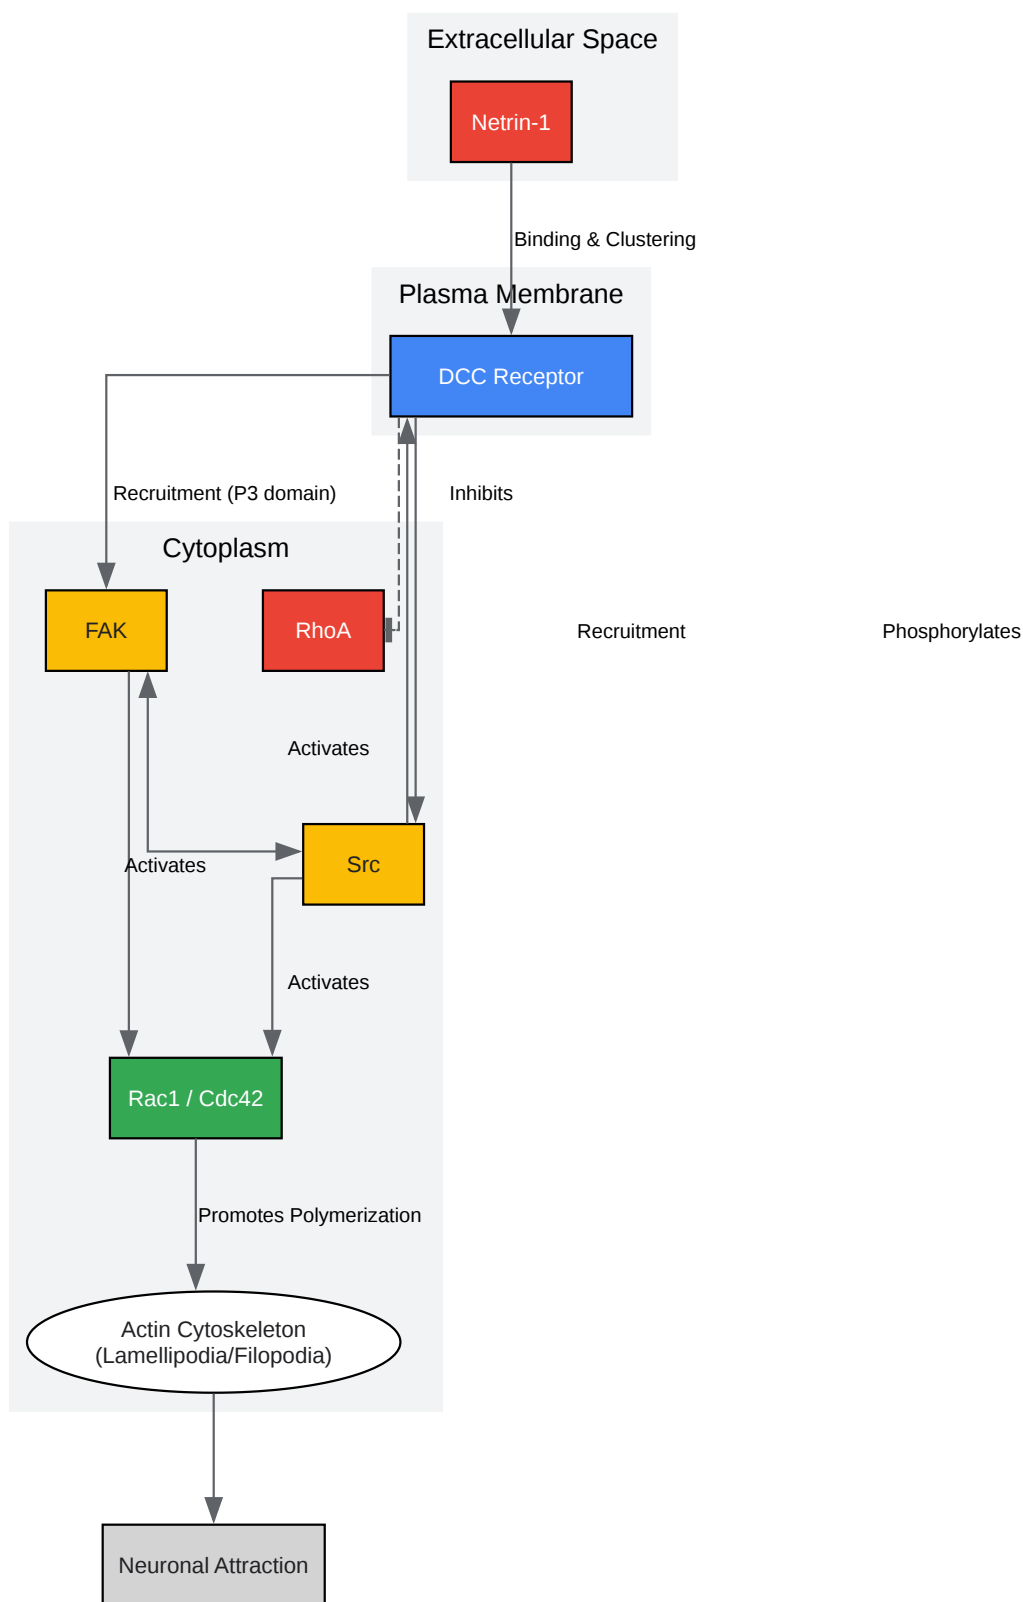 Extracellular Space
Netrin-1
Binding & Clustering
Plasma Membrane
DCC Receptor
Recruitment (P3 domain)
Inhibits
Cytoplasm
FAK
RhoA
Recruitment
Phosphorylates
Activates
Activates
Src
Activates
Rac1 / Cdc42
Promotes Polymerization
Actin Cytoskeleton
(Lamellipodia/Filopodia)
Neuronal Attraction